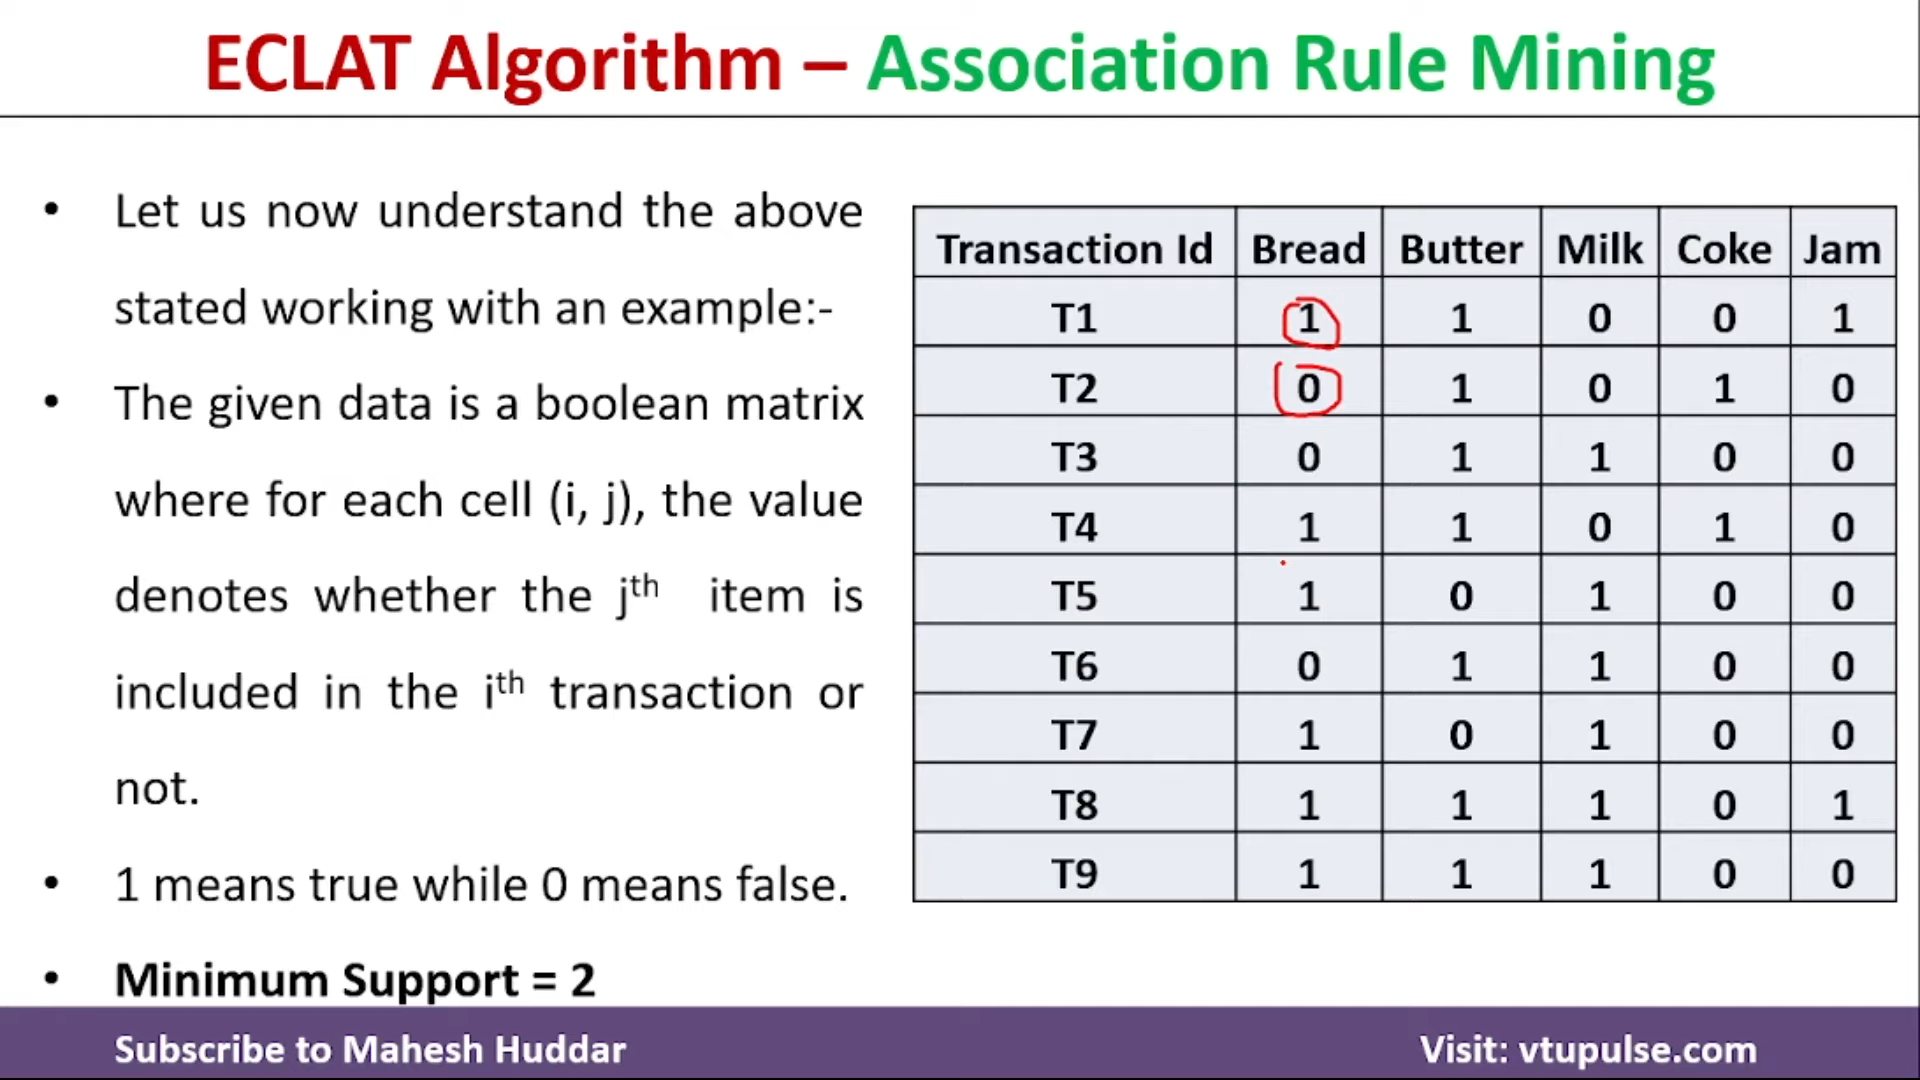 ECLAT Algorithm – Association Rule Mining
• Let us now understand the above
stated working with an example:-
• The given data is a boolean matrix
where for each cell (i, j), the value
denotes whether the jth item is
included in the ith transaction or
not.
• 1 means true while 0 means false.
• Minimum Support = 2
Transaction Id Bread Butter Milk Coke Jam
T1 1 1 0 0 1
T2 0 1 0 1 0
T3 0 1 1 0 0
T4 1 1 0 1 0
T5 1 0 1 0 0
T6 0 1 1 0 0
T7 1 0 1 0 0
T8 1 1 1 0 1
T9 1 1 1 0 0
Subscribe to Mahesh Huddar
Visit: vtupulse.com